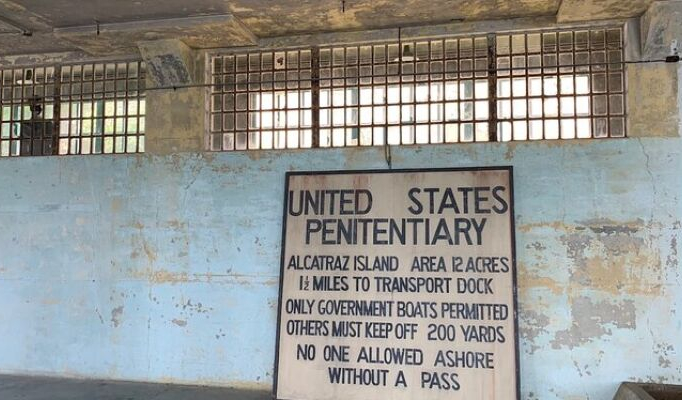 UNITED STATES
PENITENTIARY
ALCATRAZ ISLAND AREA 12 ACRES
1½ MILES TO TRANSPORT DOCK
ONLY GOVERNMENT BOATS PERMITTED
OTHERS MUST KEEP OFF 200 YARDS
NO ONE ALLOWED ASHORE
WITHOUT A PASS